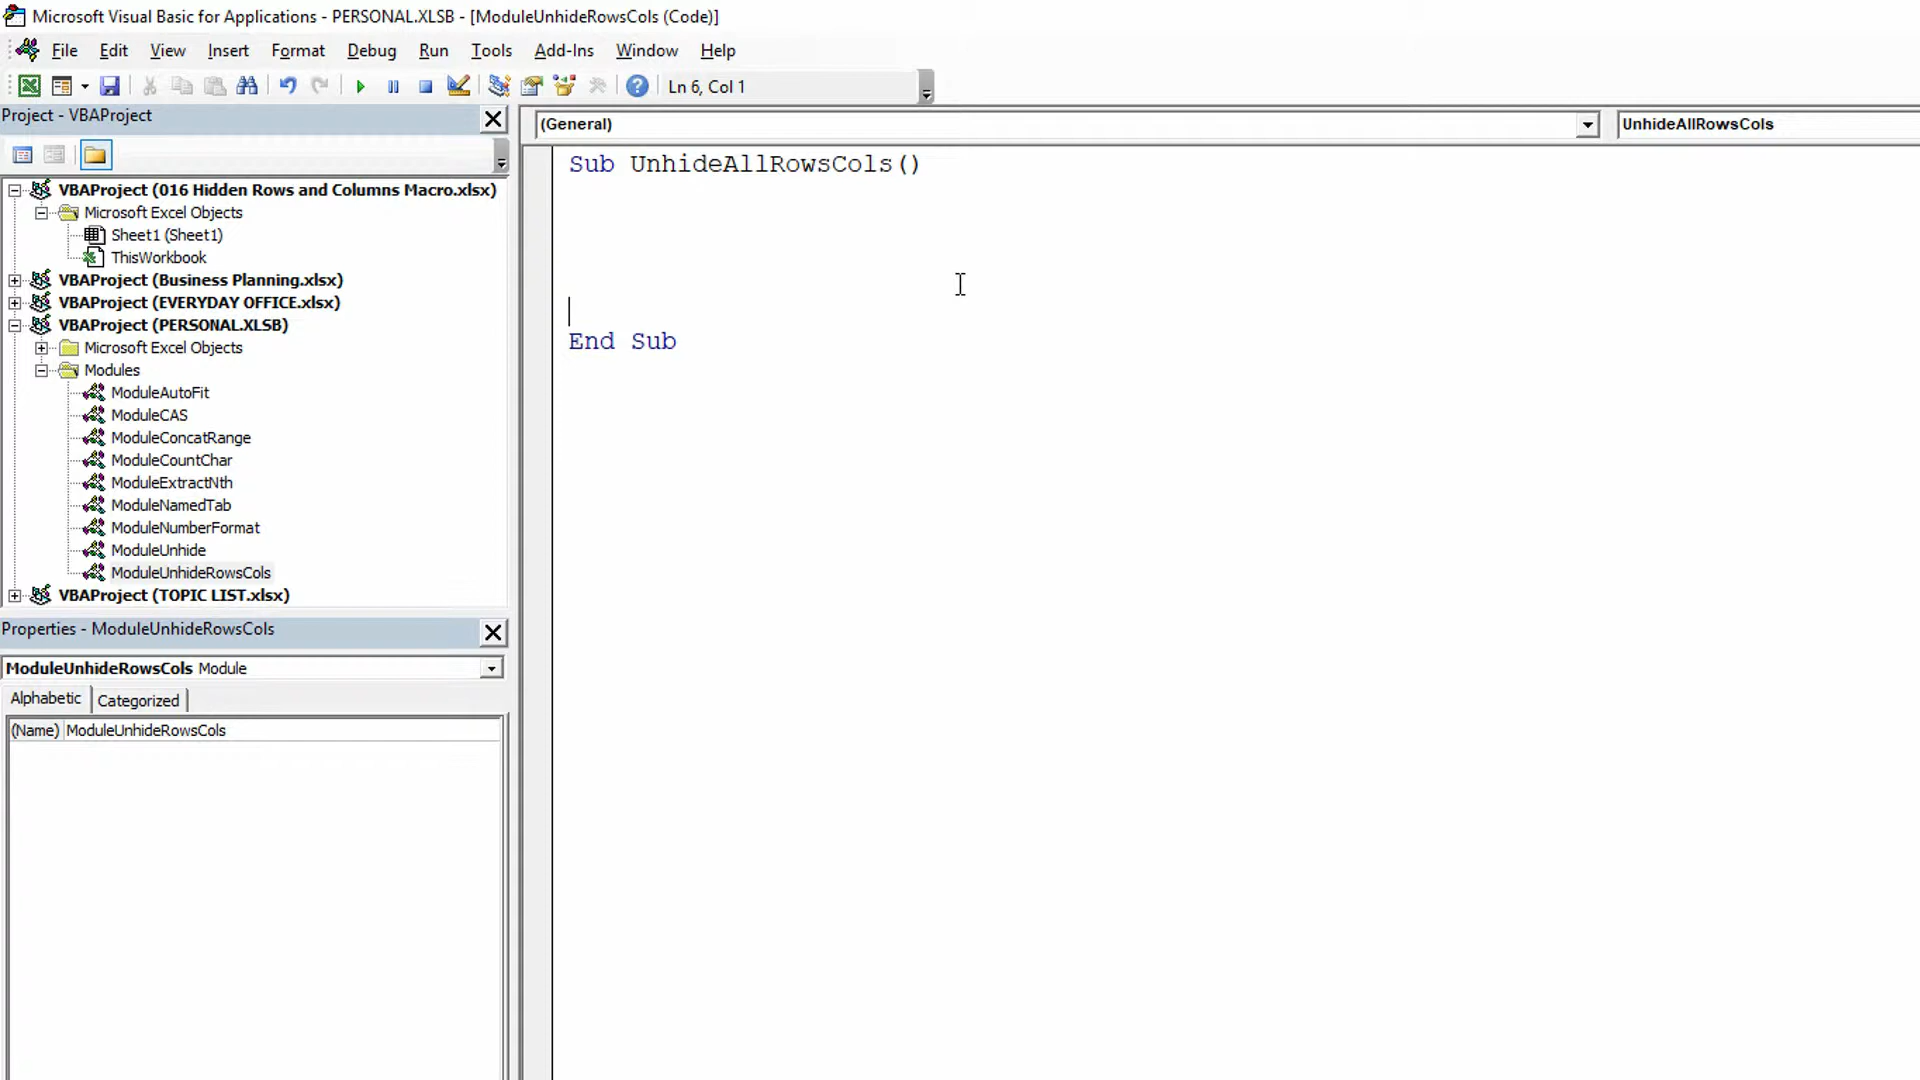 Microsoft Visual Basic for Applications - PERSONAL.XLSB - [ModuleUnhideRowsCols (Code)]
File Edit View Insert Format Debug Run Tools Add-Ins Window Help
Ln 6, Col 1
Project - VBAProject
VBAProject (016 Hidden Rows and Columns Macro.xlsx)
Microsoft Excel Objects
Sheet1 (Sheet1)
ThisWorkbook
VBAProject (Business Planning.xlsx)
VBAProject (EVERYDAY OFFICE.xlsx)
VBAProject (PERSONAL.XLSB)
Microsoft Excel Objects
Modules
ModuleAutoFit
ModuleCAS
ModuleConcatRange
ModuleCountChar
ModuleExtractNth
ModuleNamedTab
ModuleNumberFormat
ModuleUnhide
ModuleUnhideRowsCols
VBAProject (TOPIC LIST.xlsx)
Properties - ModuleUnhideRowsCols
ModuleUnhideRowsCols Module
Alphabetic Categorized
(Name) ModuleUnhideRowsCols
(General) UnhideAllRowsCols
Sub UnhideAllRowsCols()
End Sub